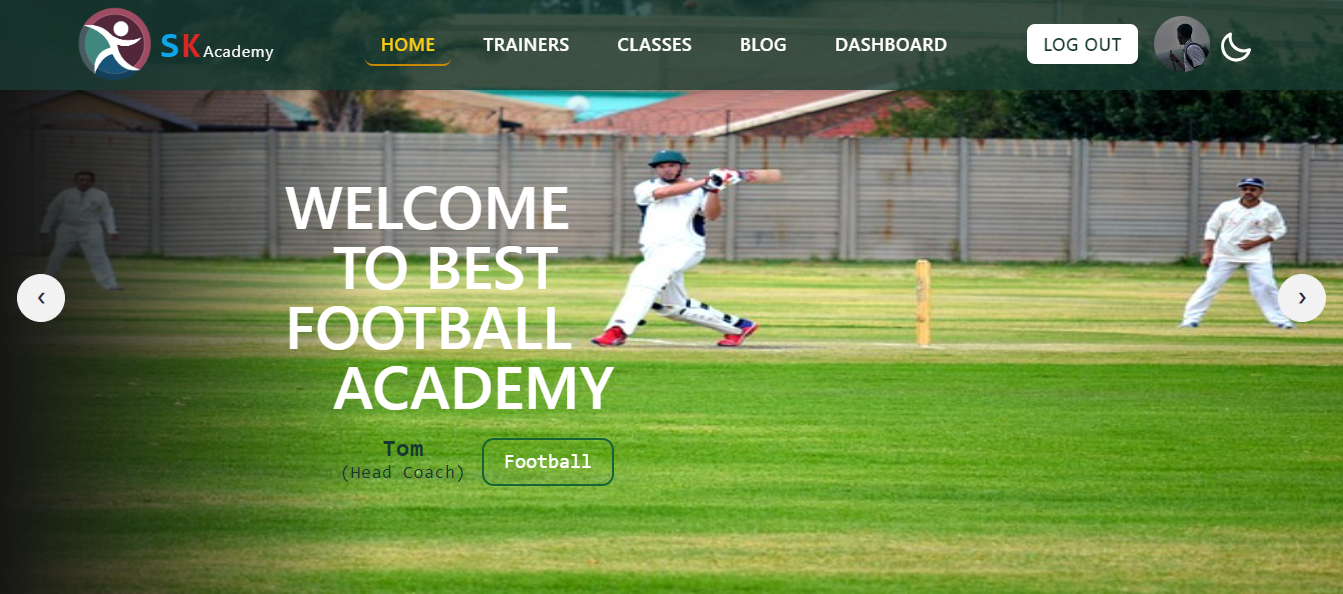 SK Academy
HOME TRAINERS CLASSES BLOG DASHBOARD LOG OUT
WELCOME
TO BEST
FOOTBALL
ACADEMY
Tom
(Head Coach)
Football